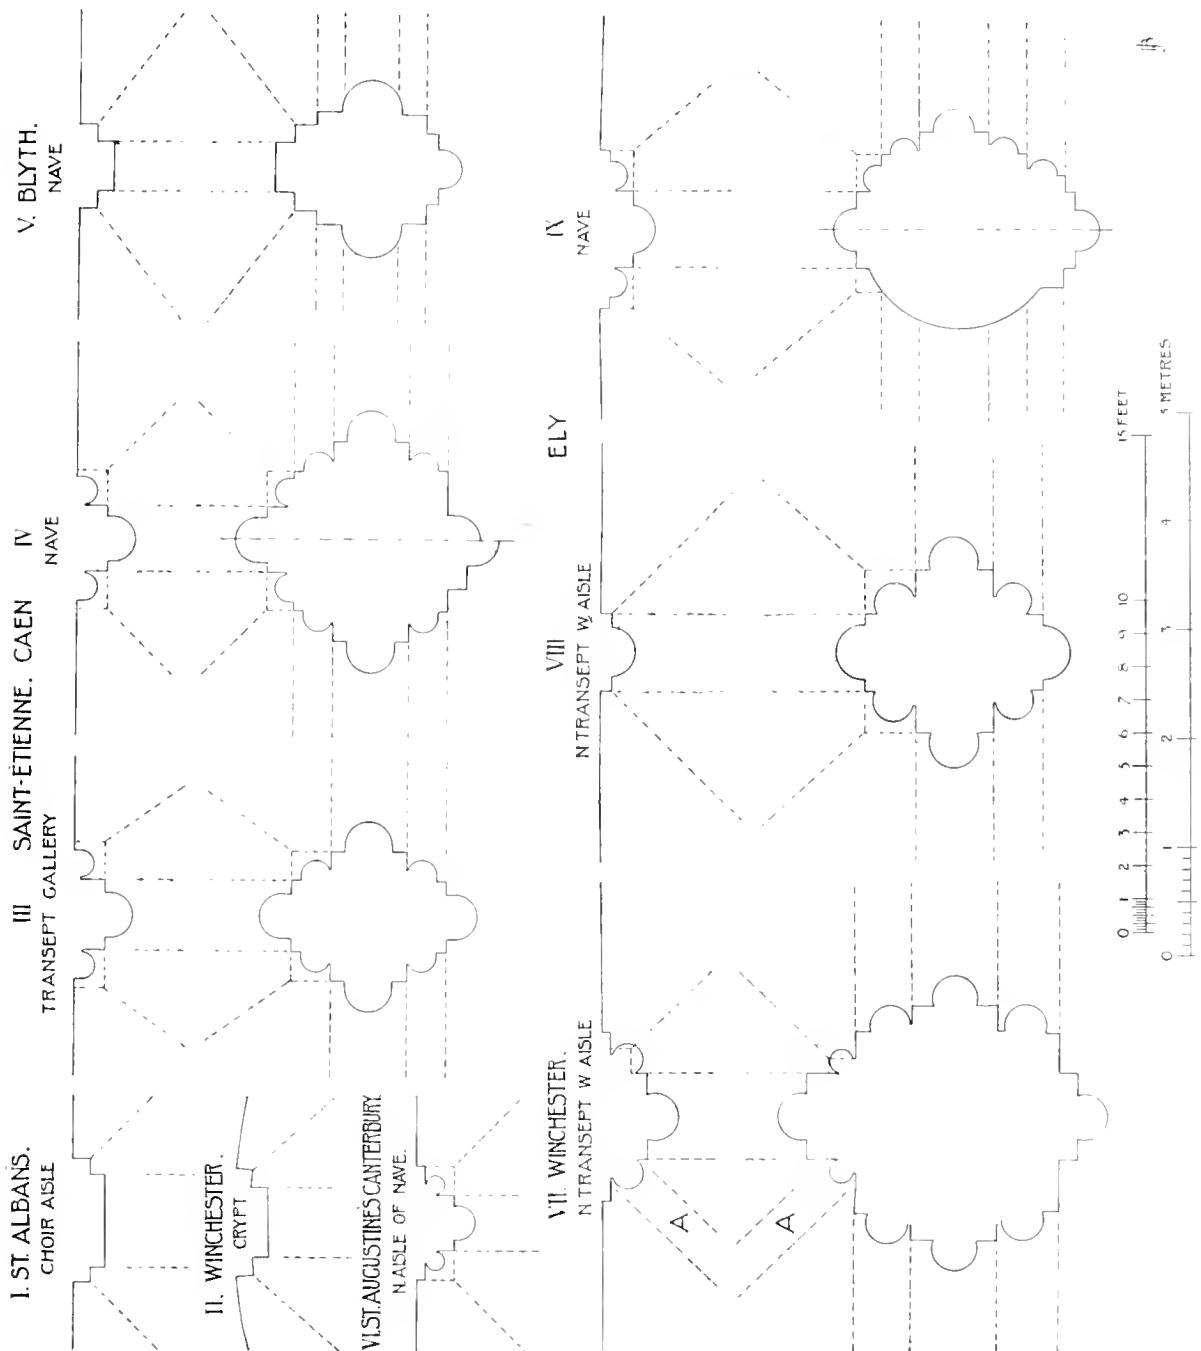 I. ST. ALBANS.
CHOIR AISLE
II. WINCHESTER.
CRYPT
VI. ST. AUGUSTINES CANTERBURY.
N. AISLE OF NAVE.
III SAINT-ÉTIENNE. CAEN IV
TRANSEPT GALLERY
NAVE
V. BLYTH.
NAVE
VII. WINCHESTER.
N TRANSEPT W AISLE
A
A
VIII ELY IX
N TRANSEPT W. AISLE
NAVE
0 1 2 3 4 5 6 7 8 9 10 15 FEET
0 1 2 3 4 5 METRES